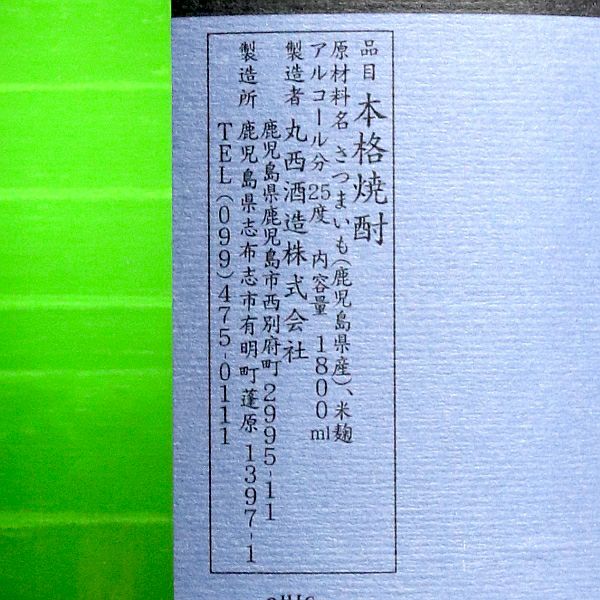 品目 本格焼酎
原材料名 さつまいも(鹿児島県産)、米麹
アルコール分 25度 内容量 1800ml
製造者 丸西酒造株式会社
鹿児島県鹿児島市西別府町2995-11
製造所 鹿児島県志布志市有明町蓬原1397-1
TEL(099)475-0111